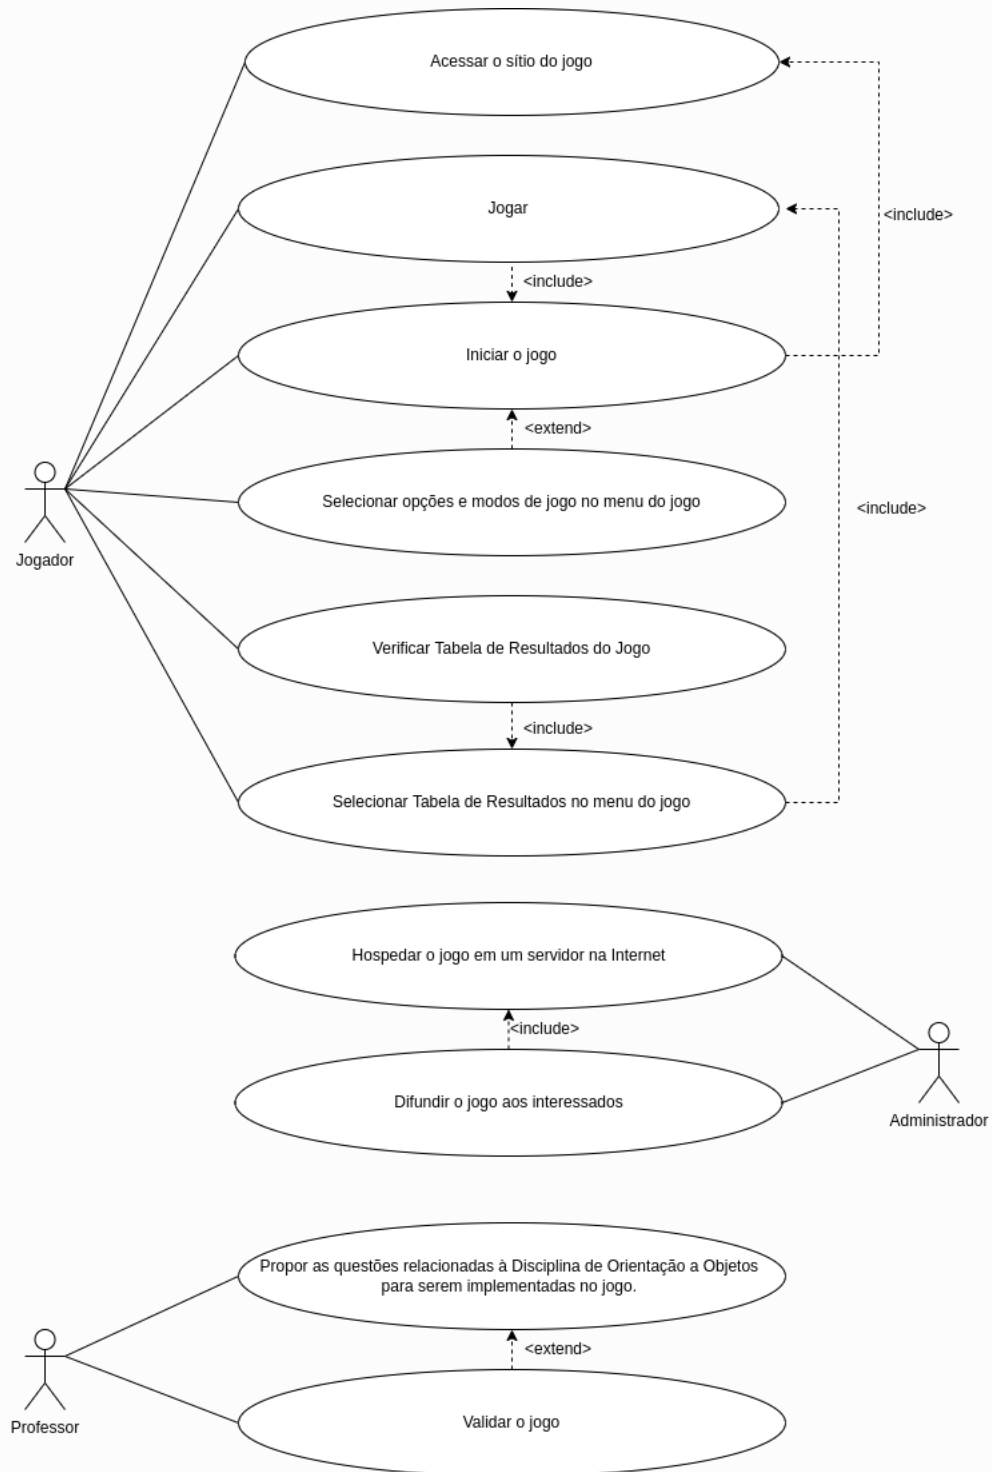 Acessar o sítio do jogo
Jogar
<include>
<include>
Iniciar o jogo
<extend>
Selecionar opções e modos de jogo no menu do jogo
<include>
Jogador
Verificar Tabela de Resultados do Jogo
<include>
Selecionar Tabela de Resultados no menu do jogo
Hospedar o jogo em um servidor na Internet
<include>
Difundir o jogo aos interessados
Administrador
Propor as questões relacionadas à Disciplina de Orientação a Objetos
para serem implementadas no jogo.
<extend>
Validar o jogo
Professor